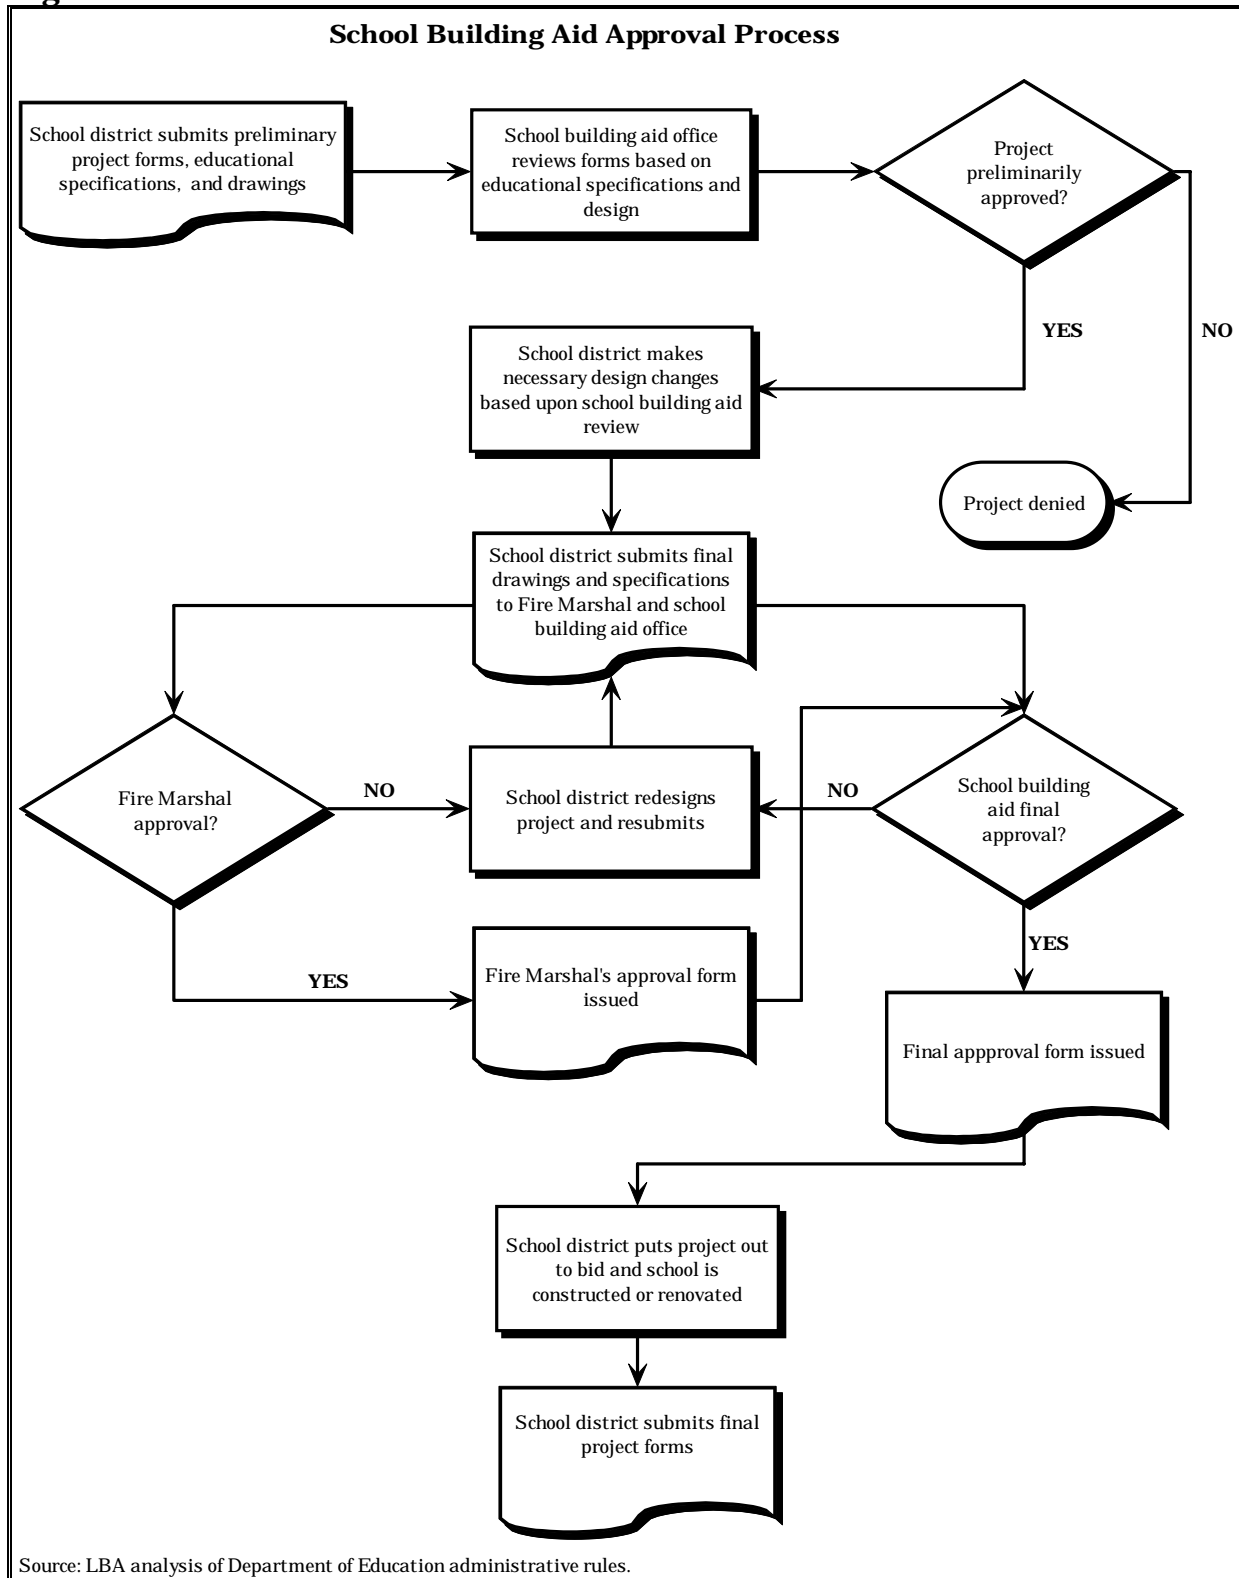 School Building Aid Approval Process
School district submits preliminary
project forms, educational
specifications, and drawings
School building aid office
reviews forms based on
educational specifications and
design
Project
preliminarily
approved?
YES
NO
School district makes
necessary design changes
based upon school building aid
review
Project denied
School district submits final
drawings and specifications
to Fire Marshal and school
building aid office
Fire Marshal
approval?
NO
School district redesigns
project and resubmits
NO
School building
aid final
approval?
YES
Fire Marshal's approval form
issued
YES
Final appproval form issued
School district puts project out
to bid and school is
constructed or renovated
School district submits final
project forms
Source: LBA analysis of Department of Education administrative rules.